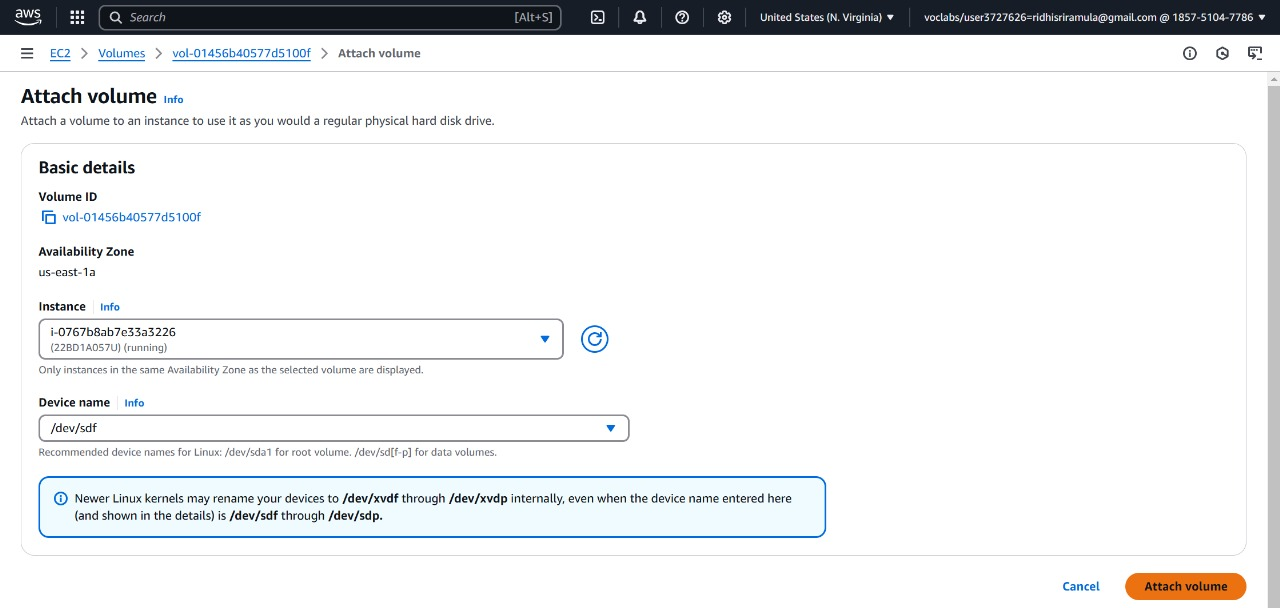 aws
Search [Alt+S]
United States (N. Virginia) voclabs/user3727626=ridhisriramula@gmail.com @ 1857-5104-7786
EC2 Volumes vol-01456b40577d5100f Attach volume
Attach volume Info
Attach a volume to an instance to use it as you would a regular physical hard disk drive.
Basic details
Volume ID
vol-01456b40577d5100f
Availability Zone
us-east-1a
Instance Info
i-0767b8ab7e33a3226
(22BD1A057U) (running)
Only instances in the same Availability Zone as the selected volume are displayed.
Device name Info
/dev/sdf
Recommended device names for Linux: /dev/sda1 for root volume. /dev/sd[f-p] for data volumes.
Newer Linux kernels may rename your devices to /dev/xvdf through /dev/xvdp internally, even when the device name entered here
(and shown in the details) is /dev/sdf through /dev/sdp.
Cancel Attach volume